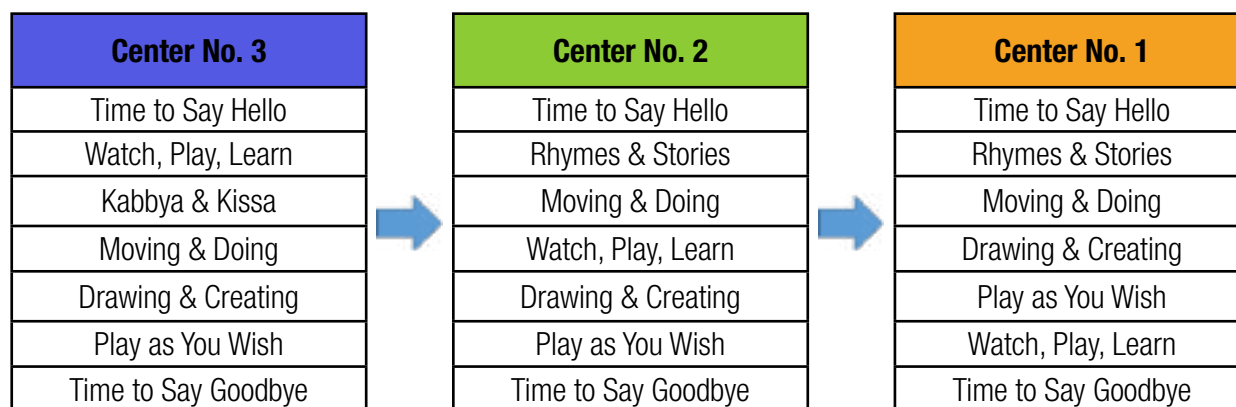 Center No. 3
Time to Say Hello
Watch, Play, Learn
Kabbya & Kissa
Moving & Doing
Drawing & Creating
Play as You Wish
Time to Say Goodbye
Center No. 2
Time to Say Hello
Rhymes & Stories
Moving & Doing
Watch, Play, Learn
Drawing & Creating
Play as You Wish
Time to Say Goodbye
Center No. 1
Time to Say Hello
Rhymes & Stories
Moving & Doing
Drawing & Creating
Play as You Wish
Watch, Play, Learn
Time to Say Goodbye